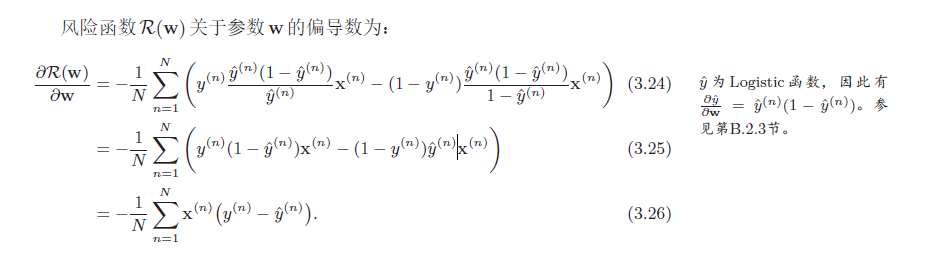 风险函数 R(w) 关于参数 w 的偏导数为：
∂R(w)/∂w = −1/N ∑_{n=1}^{N} ( y^(n) ŷ^(n)(1 − ŷ^(n))/ŷ^(n) x^(n) − (1 − y^(n)) ŷ^(n)(1 − ŷ^(n))/(1 − ŷ^(n)) x^(n) ) (3.24)
= −1/N ∑_{n=1}^{N} ( y^(n)(1 − ŷ^(n))x^(n) − (1 − y^(n))ŷ^(n)x^(n) ) (3.25)
= −1/N ∑_{n=1}^{N} x^(n)(y^(n) − ŷ^(n)). (3.26)
ŷ 为 Logistic 函数，因此有
∂ŷ/∂w = ŷ^(n)(1 − ŷ^(n))。参
见第B.2.3节。